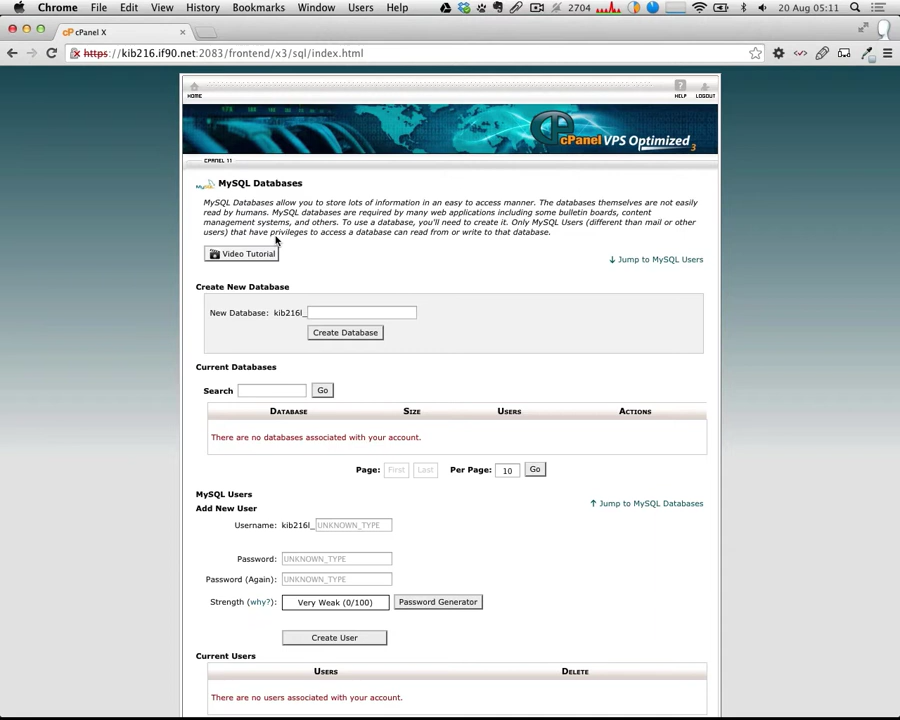 Chrome File Edit View History Bookmarks Window Users Help 2704 20 Aug 05:11
cPanel X
https://kib216.if90.net:2083/frontend/x3/sql/index.html
HOME HELP LOGOUT
cPanel VPS Optimized 3
CPANEL 11
MySQL Databases
MySQL Databases allow you to store lots of information in an easy to access manner. The databases themselves are not easily
read by humans. MySQL databases are required by many web applications including some bulletin boards, content
management systems, and others. To use a database, you'll need to create it. Only MySQL Users (different than mail or other
users) that have privileges to access a database can read from or write to that database.
Video Tutorial
↓ Jump to MySQL Users
Create New Database
New Database: kib216l_
Create Database
Current Databases
Search Go
DATABASE SIZE USERS ACTIONS
There are no databases associated with your account.
Page: First Last Per Page: 10 Go
MySQL Users
↑ Jump to MySQL Databases
Add New User
Username: kib216l_ UNKNOWN_TYPE
Password: UNKNOWN_TYPE
Password (Again): UNKNOWN_TYPE
Strength (why?): Very Weak (0/100) Password Generator
Create User
Current Users
USERS DELETE
There are no users associated with your account.